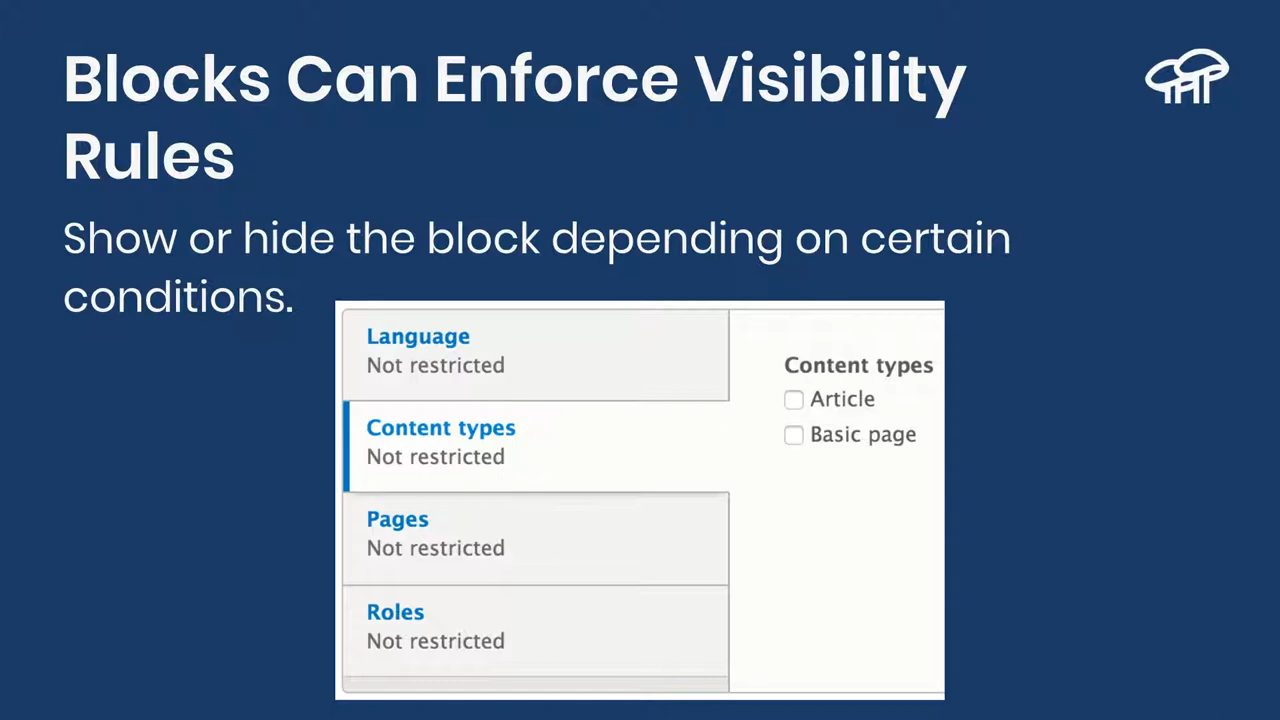 Blocks Can Enforce Visibility
Rules
Show or hide the block depending on certain
conditions.
Language
Not restricted
Content types
Not restricted
Pages
Not restricted
Roles
Not restricted
Content types
Article
Basic page